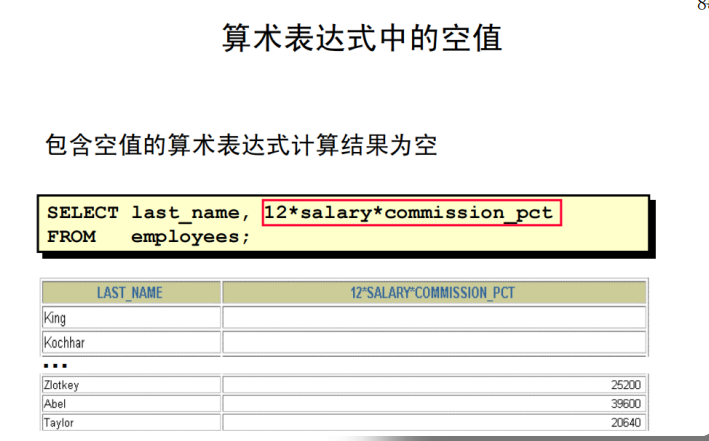 算术表达式中的空值
包含空值的算术表达式计算结果为空
SELECT last_name, 12*salary*commission_pct
FROM employees;
LAST_NAME 12*SALARY*COMMISSION_PCT
King
Kochhar
...
Zlotkey 25200
Abel 39600
Taylor 20640